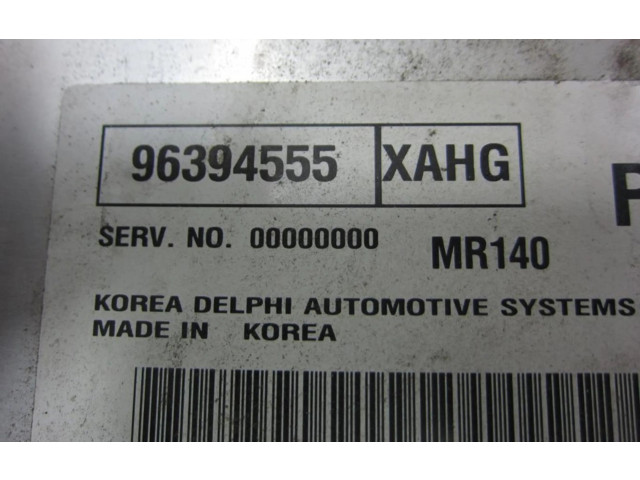 96394555 XAHG
SERV. NO. 00000000 MR140
KOREA DELPHI AUTOMOTIVE SYSTEMS
MADE IN KOREA